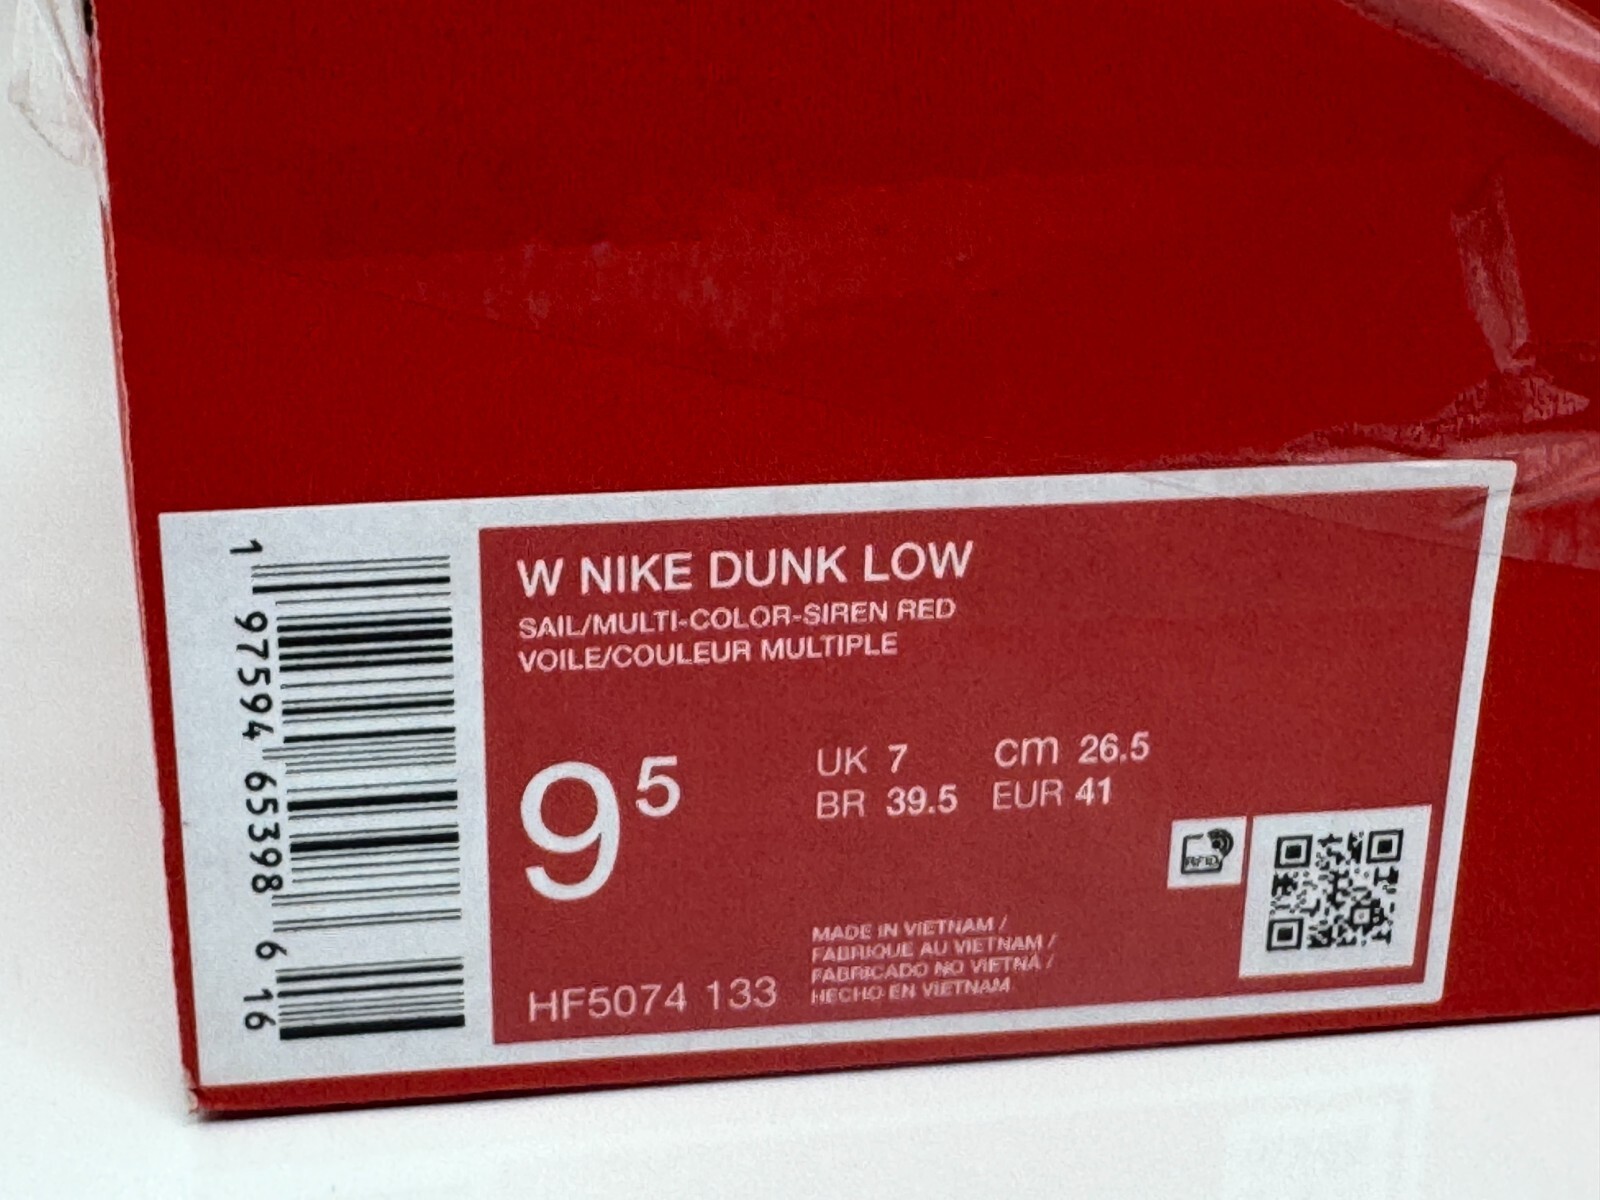 W NIKE DUNK LOW
SAIL/MULTI-COLOR-SIREN RED
VOILE/COULEUR MULTIPLE
9 5
UK 7 cm 26.5
BR 39.5 EUR 41
RFID
HF5074 133
MADE IN VIETNAM /
FABRIQUE AU VIETNAM /
FABRICADO NO VIETNA /
HECHO EN VIETNAM
1 97594 65398 6 16